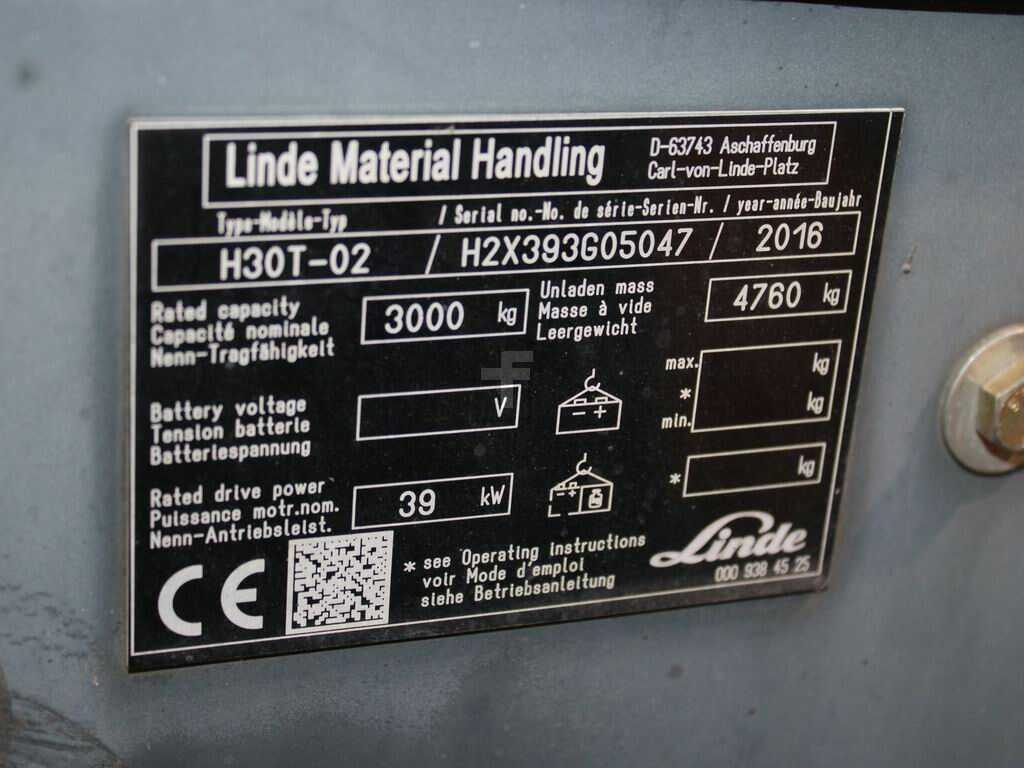 Linde Material Handling
D-63743 Aschaffenburg
Carl-von-Linde-Platz
Type-Modèle-Typ / Serial no.-No. de série-Serien-Nr. / year-année-Baujahr
H30T-02 / H2X393G05047 / 2016
Rated capacity
Capacité nominale
Nenn-Tragfähigkeit
3000 kg
Unladen mass
Masse à vide
Leergewicht
4760 kg
Battery voltage
Tension batterie
Batteriespannung
V
- +
max. kg
*
min. kg
Rated drive power
Puissance motr.nom.
Nenn-Antriebsleist.
39 kW
- +
* kg
CE
* see Operating Instructions
voir Mode d'emploi
siehe Betriebsanleitung
Linde
000 938 45 25